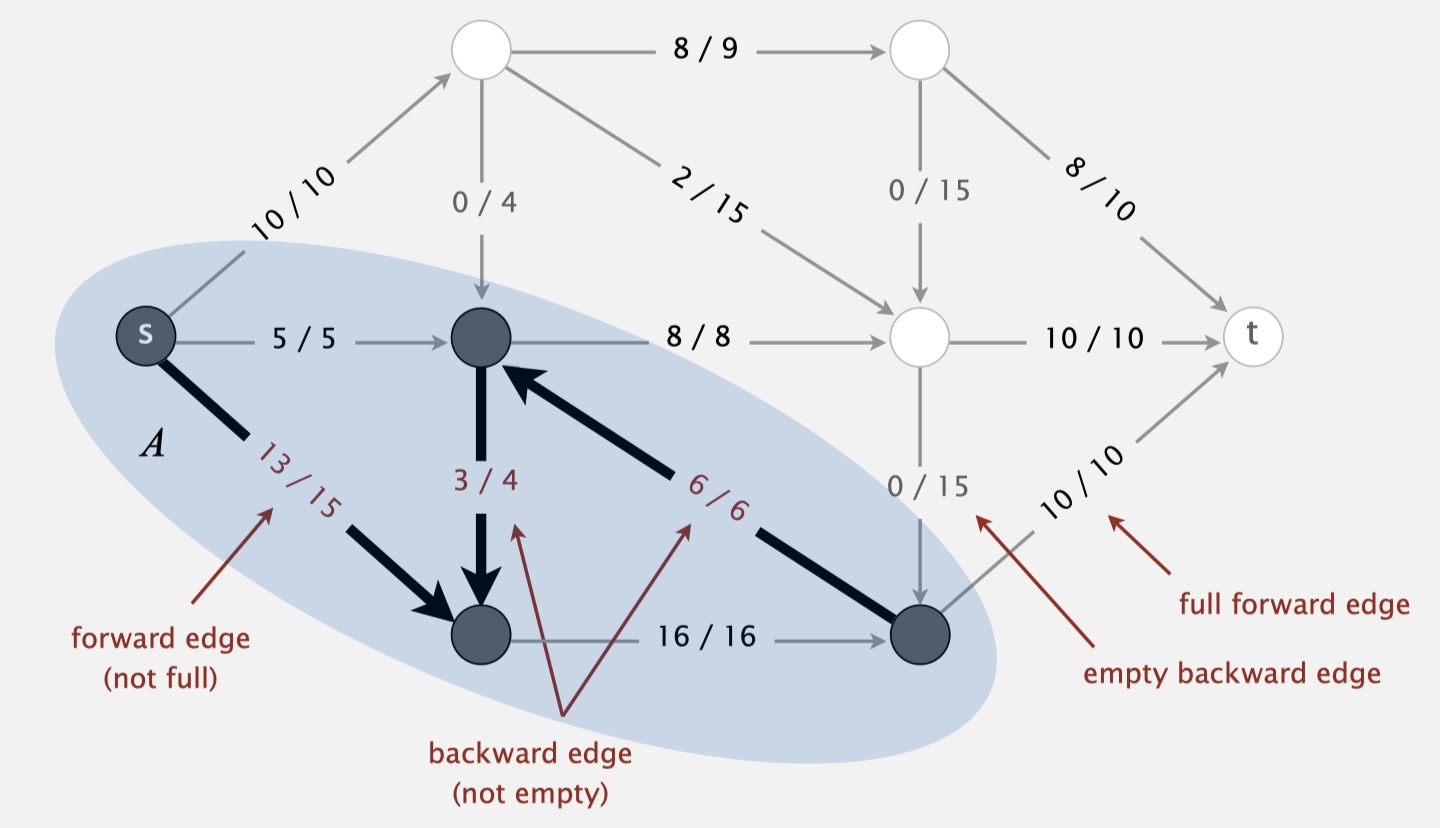 8 / 9
10 / 10
0 / 4
2 / 15
0 / 15
8 / 10
s
5 / 5
8 / 8
10 / 10
t
A
13 / 15
3 / 4
6 / 6
0 / 15
10 / 10
16 / 16
forward edge
(not full)
backward edge
(not empty)
full forward edge
empty backward edge